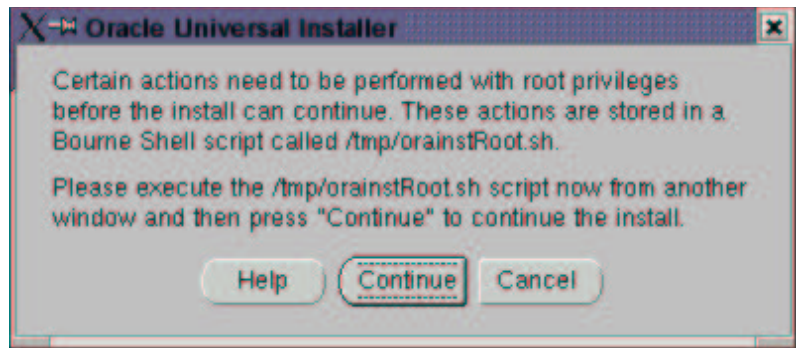 Oracle Universal Installer
Certain actions need to be performed with root privileges
before the install can continue. These actions are stored in a
Bourne Shell script called /tmp/orainstRoot.sh.
Please execute the /tmp/orainstRoot.sh script now from another
window and then press "Continue" to continue the install.
Help Continue Cancel